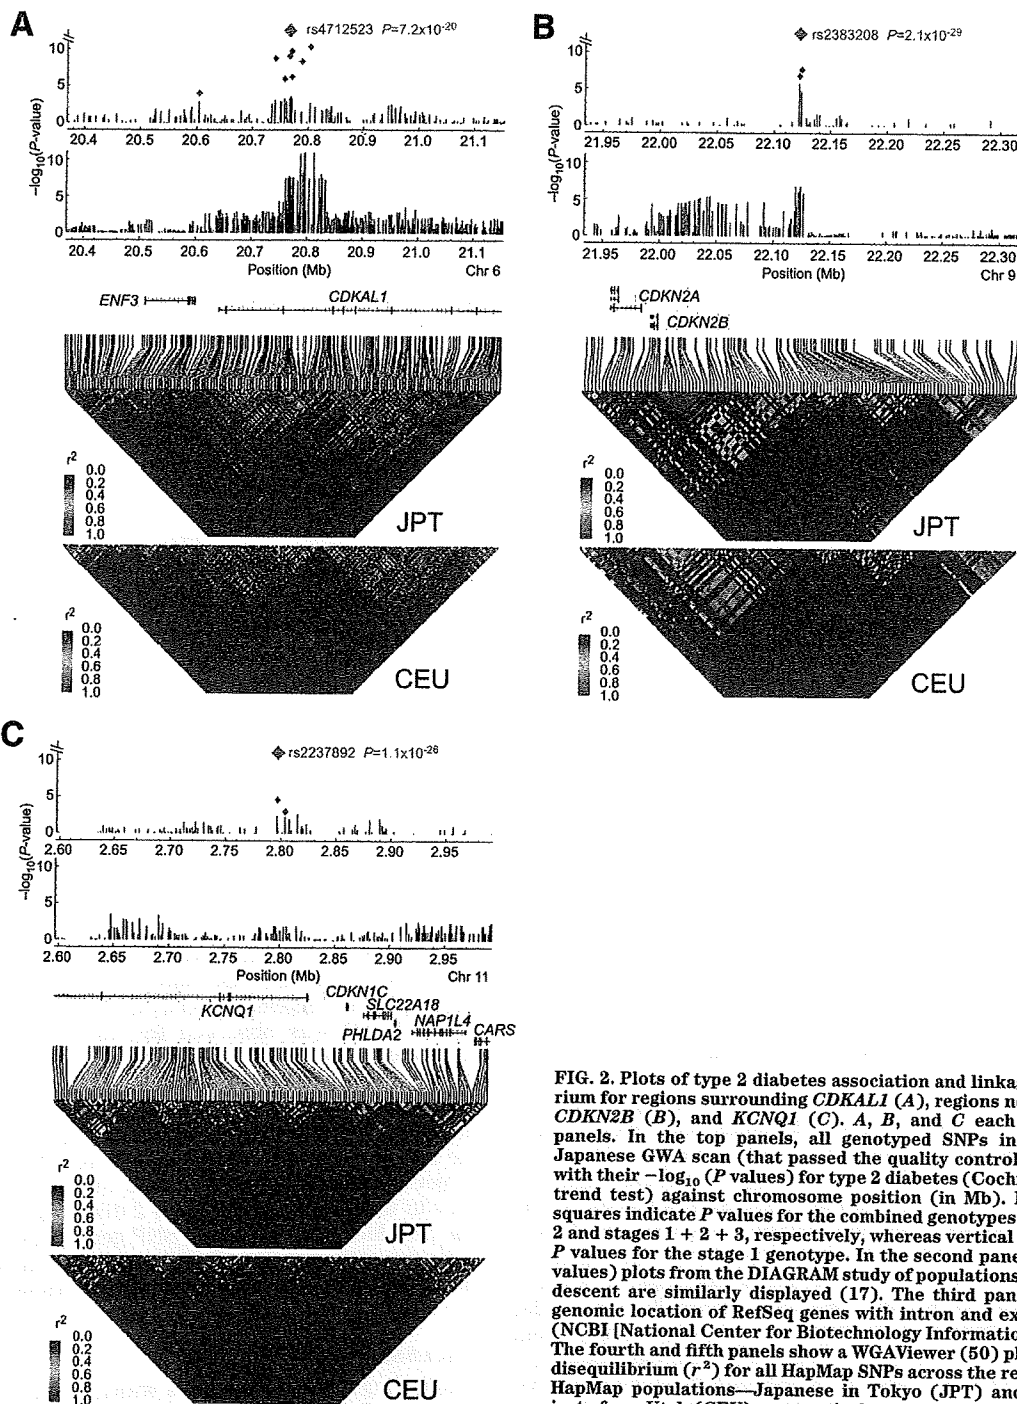 A
rs4712523 P=7.2x10-20
10
5
0
20.4 20.5 20.6 20.7 20.8 20.9 21.0 21.1
−log10(P-value)
10
5
0
20.4 20.5 20.6 20.7 20.8 20.9 21.0 21.1
Position (Mb)
Chr 6
ENF3
CDKAL1
r2
0.0
0.2
0.4
0.6
0.8
1.0
JPT
r2
0.0
0.2
0.4
0.6
0.8
1.0
CEU
B
rs2383208 P=2.1x10-29
10
5
0
21.95 22.00 22.05 22.10 22.15 22.20 22.25 22.30
−log10(P-value)
10
5
0
21.95 22.00 22.05 22.10 22.15 22.20 22.25 22.30
Position (Mb)
Chr 9
CDKN2A
CDKN2B
r2
0.0
0.2
0.4
0.6
0.8
1.0
JPT
r2
0.0
0.2
0.4
0.6
0.8
1.0
CEU
C
rs2237892 P=1.1x10-26
10
5
0
2.60 2.65 2.70 2.75 2.80 2.85 2.90 2.95
−log10(P-value)
10
5
0
2.60 2.65 2.70 2.75 2.80 2.85 2.90 2.95
Position (Mb)
Chr 11
KCNQ1
CDKN1C
SLC22A18
PHLDA2
NAP1L4
CARS
r2
0.0
0.2
0.4
0.6
0.8
1.0
JPT
r2
0.0
0.2
0.4
0.6
0.8
1.0
CEU
FIG. 2. Plots of type 2 diabetes association and linka
rium for regions surrounding CDKAL1 (A), regions n
CDKN2B (B), and KCNQ1 (C). A, B, and C each
panels. In the top panels, all genotyped SNPs in
Japanese GWA scan (that passed the quality control
with their −log10 (P values) for type 2 diabetes (Coch
trend test) against chromosome position (in Mb).
squares indicate P values for the combined genotypes
2 and stages 1 + 2 + 3, respectively, whereas vertical
P values for the stage 1 genotype. In the second pane
values) plots from the DIAGRAM study of populations
descent are similarly displayed (17). The third pan
genomic location of RefSeq genes with intron and ex
(NCBI [National Center for Biotechnology Informatio
The fourth and fifth panels show a WGAViewer (50) pl
disequilibrium (r2) for all HapMap SNPs across the re
HapMap populations—Japanese in Tokyo (JPT) and